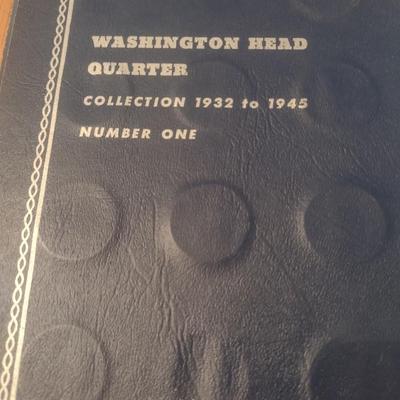 WASHINGTON HEAD
QUARTER
COLLECTION 1932 to 1945
NUMBER ONE